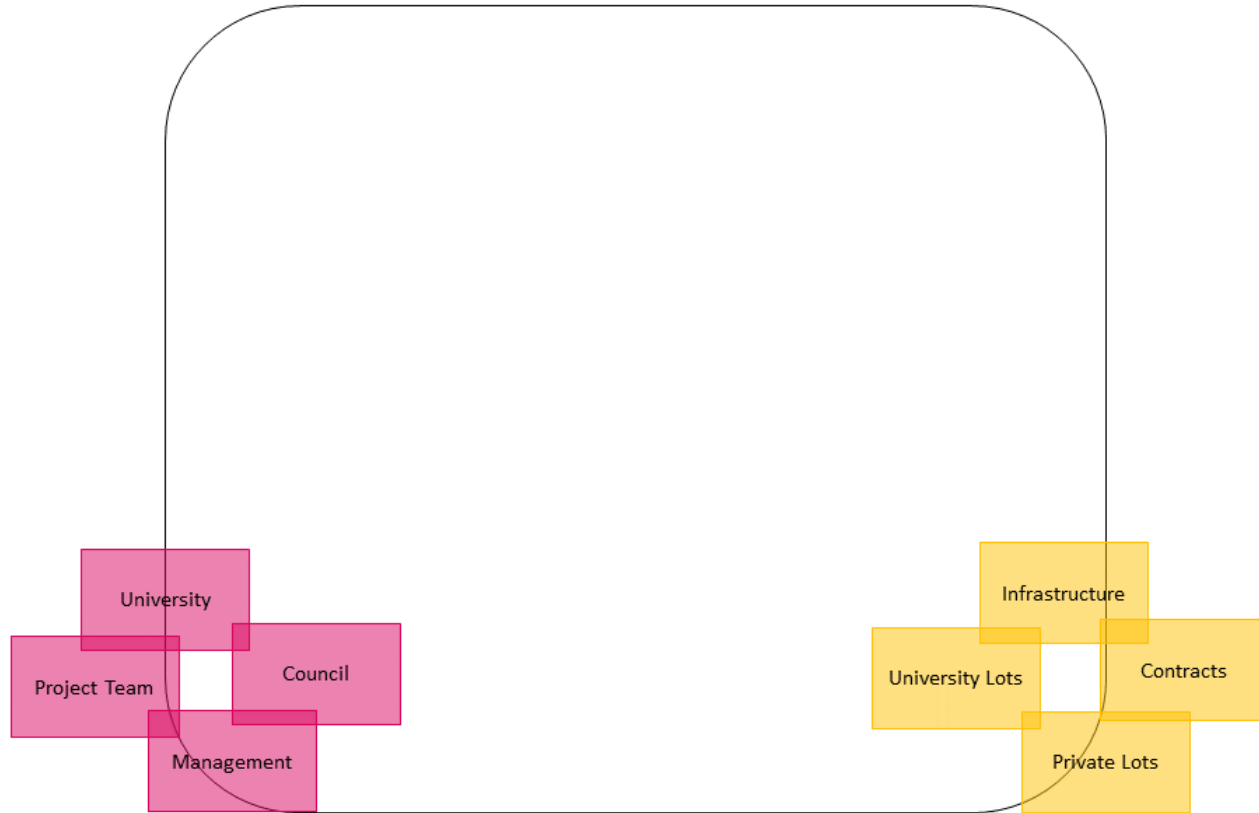 University
Council
Project Team
Management
Infrastructure
Contracts
University Lots
Private Lots